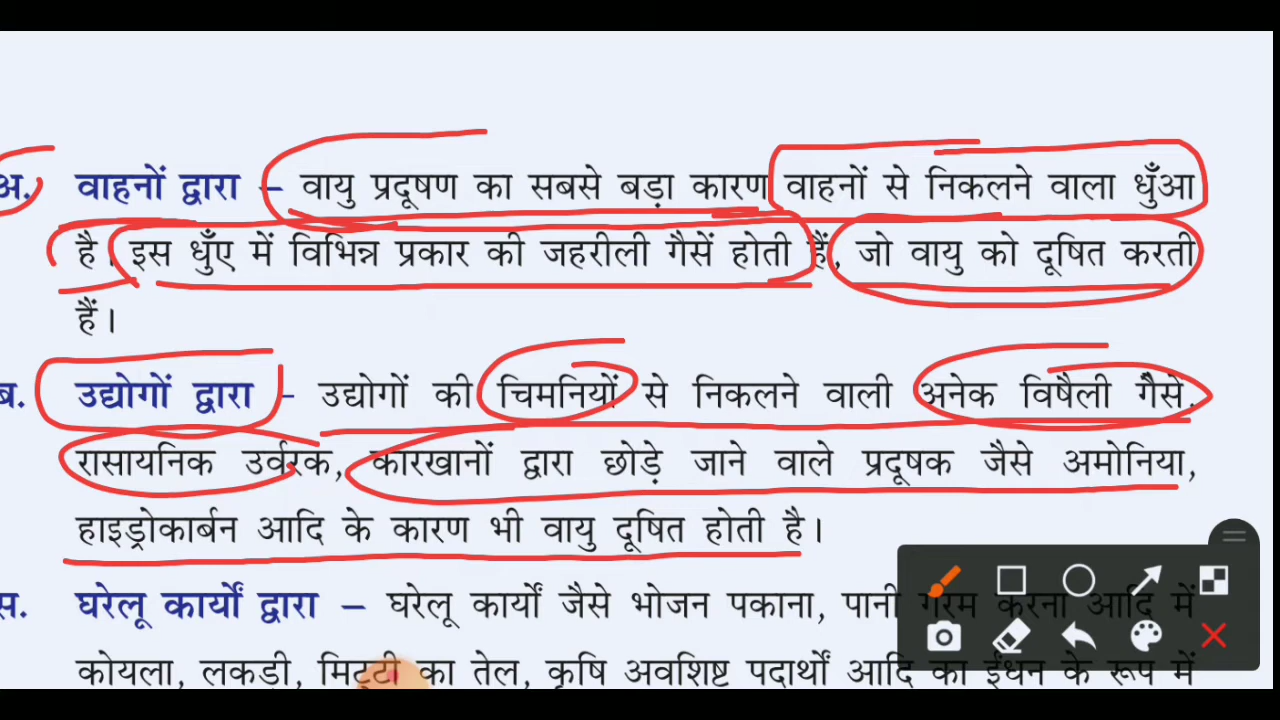 अ. वाहनों द्वारा – वायु प्रदूषण का सबसे बड़ा कारण वाहनों से निकलने वाला धुँआ
है। इस धुँए में विभिन्न प्रकार की जहरीली गैसें होती हैं, जो वायु को दूषित करती
हैं।
ब. उद्योगों द्वारा - उद्योगों की चिमनियों से निकलने वाली अनेक विषैली गैसें,
रासायनिक उर्वरक, कारखानों द्वारा छोड़े जाने वाले प्रदूषक जैसे अमोनिया,
हाइड्रोकार्बन आदि के कारण भी वायु दूषित होती है।
स. घरेलू कार्यों द्वारा – घरेलू कार्यों जैसे भोजन पकाना, पानी गरम करना आदि में
कोयला, लकड़ी, मिट्टी का तेल, कृषि अवशिष्ट पदार्थों आदि का ईंधन के रूप में